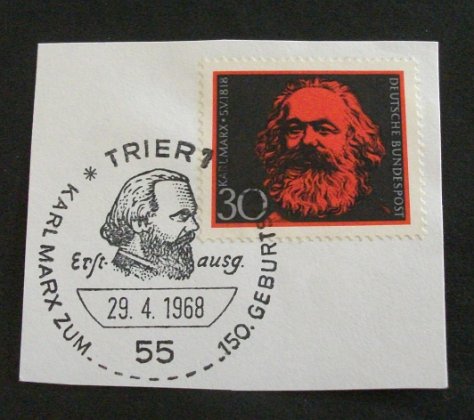 KARL MARX · 5.V.1818
DEUTSCHE BUNDESPOST
30
TRIER 1
* KARL MARX ZUM 150. GEBURT
Erst- ausg.
29. 4. 1968
55